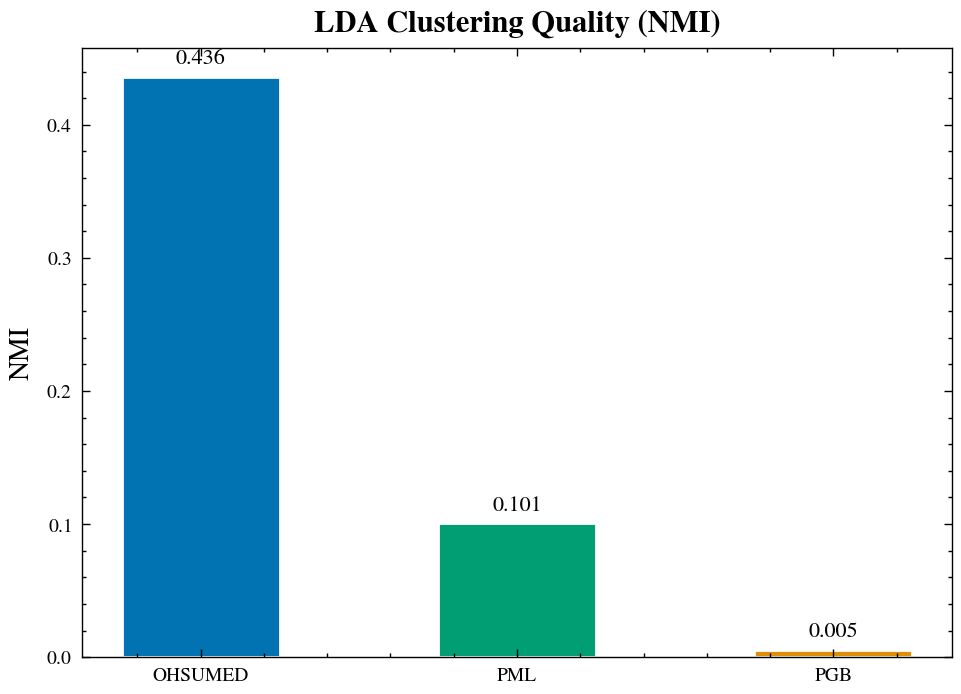 LDA Clustering Quality (NMI)
0.436
0.4
0.3
NMI
0.2
0.101
0.1
0.005
0.0
OHSUMED
PML
PGB